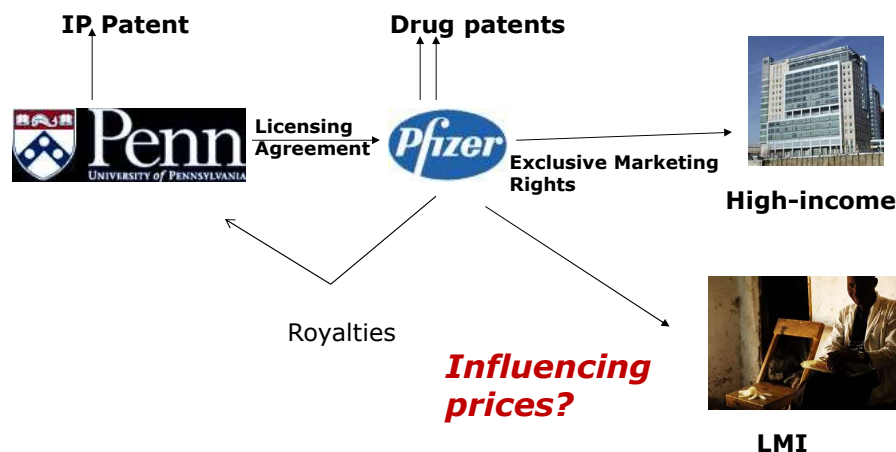 IP Patent
Drug patents
Penn
UNIVERSITY of PENNSYLVANIA
Licensing
Agreement
Pfizer
Exclusive Marketing
Rights
High-income
Royalties
Influencing
prices?
LMI